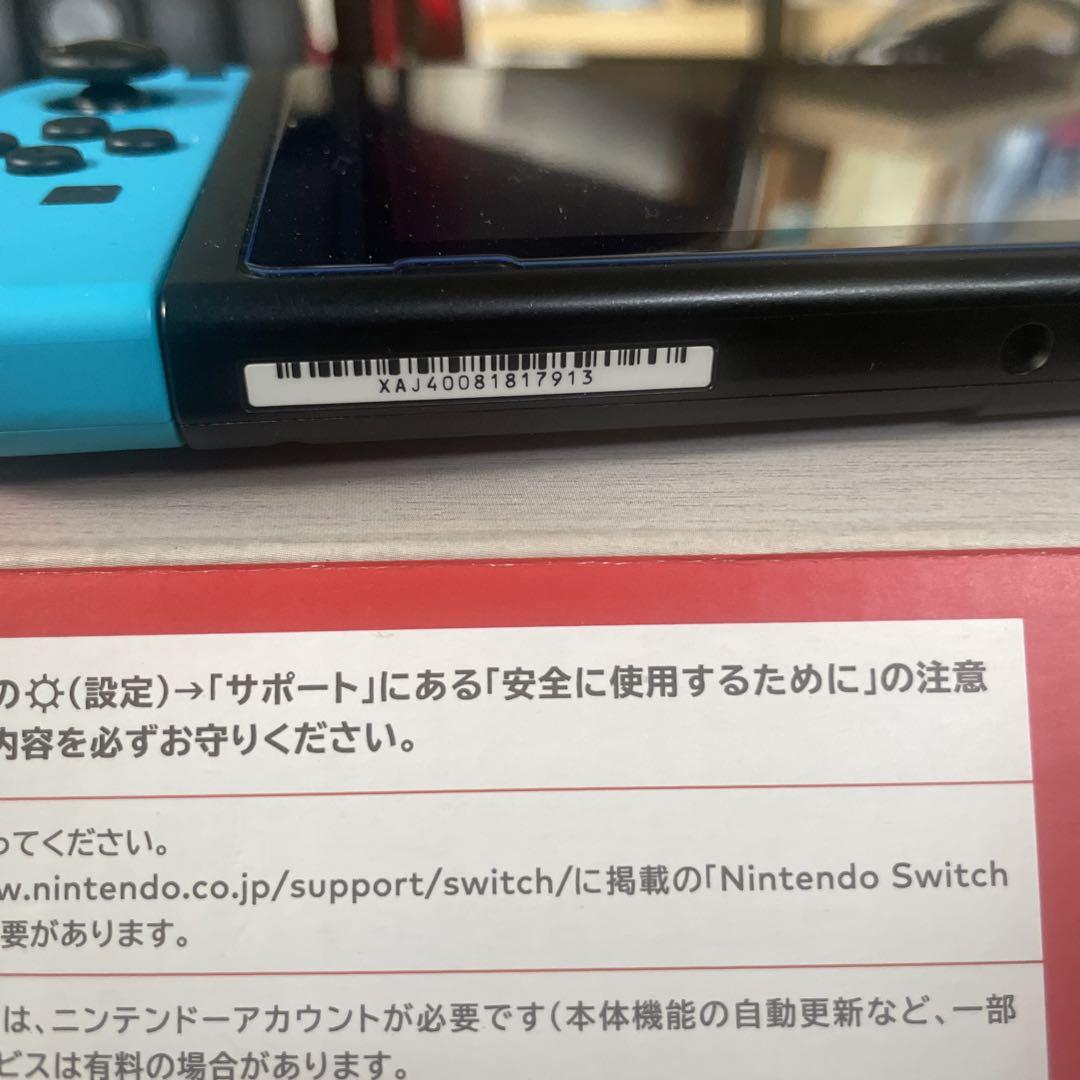 XAJ40081817913
の(設定)→「サポート」にある「安全に使用するために」の注意
内容を必ずお守りください。
ってください。
w.nintendo.co.jp/support/switch/に掲載の「Nintendo Switch
要があります。
は、ニンテンドーアカウントが必要です(本体機能の自動更新など、一部
ビスは有料の場合があります。